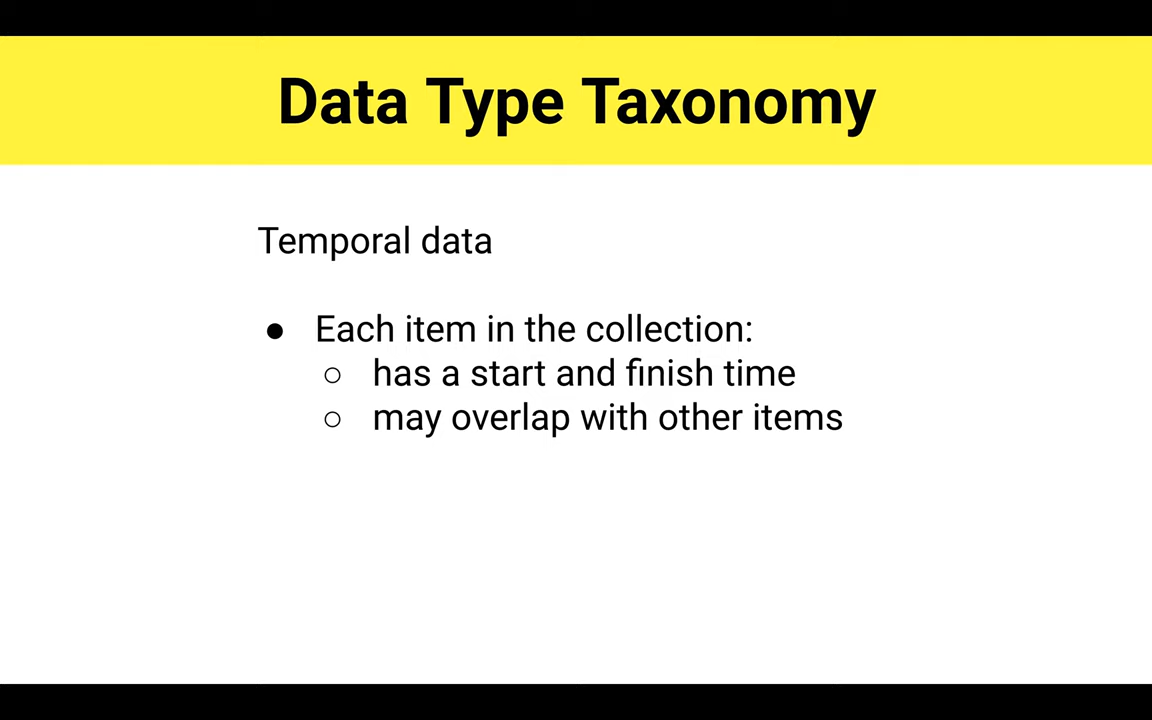 Data Type Taxonomy
Temporal data
● Each item in the collection:
○ has a start and finish time
○ may overlap with other items